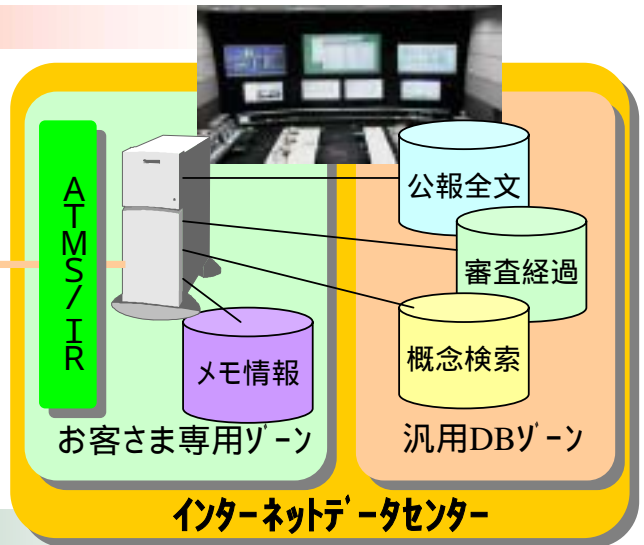 ATMS/IR
公報全文
審査経過
概念検索
メモ情報
お客さま専用ｿﾞｰﾝ
汎用DBｿﾞｰﾝ
ｲﾝﾀｰﾈｯﾄﾃﾞｰﾀｾﾝﾀｰ